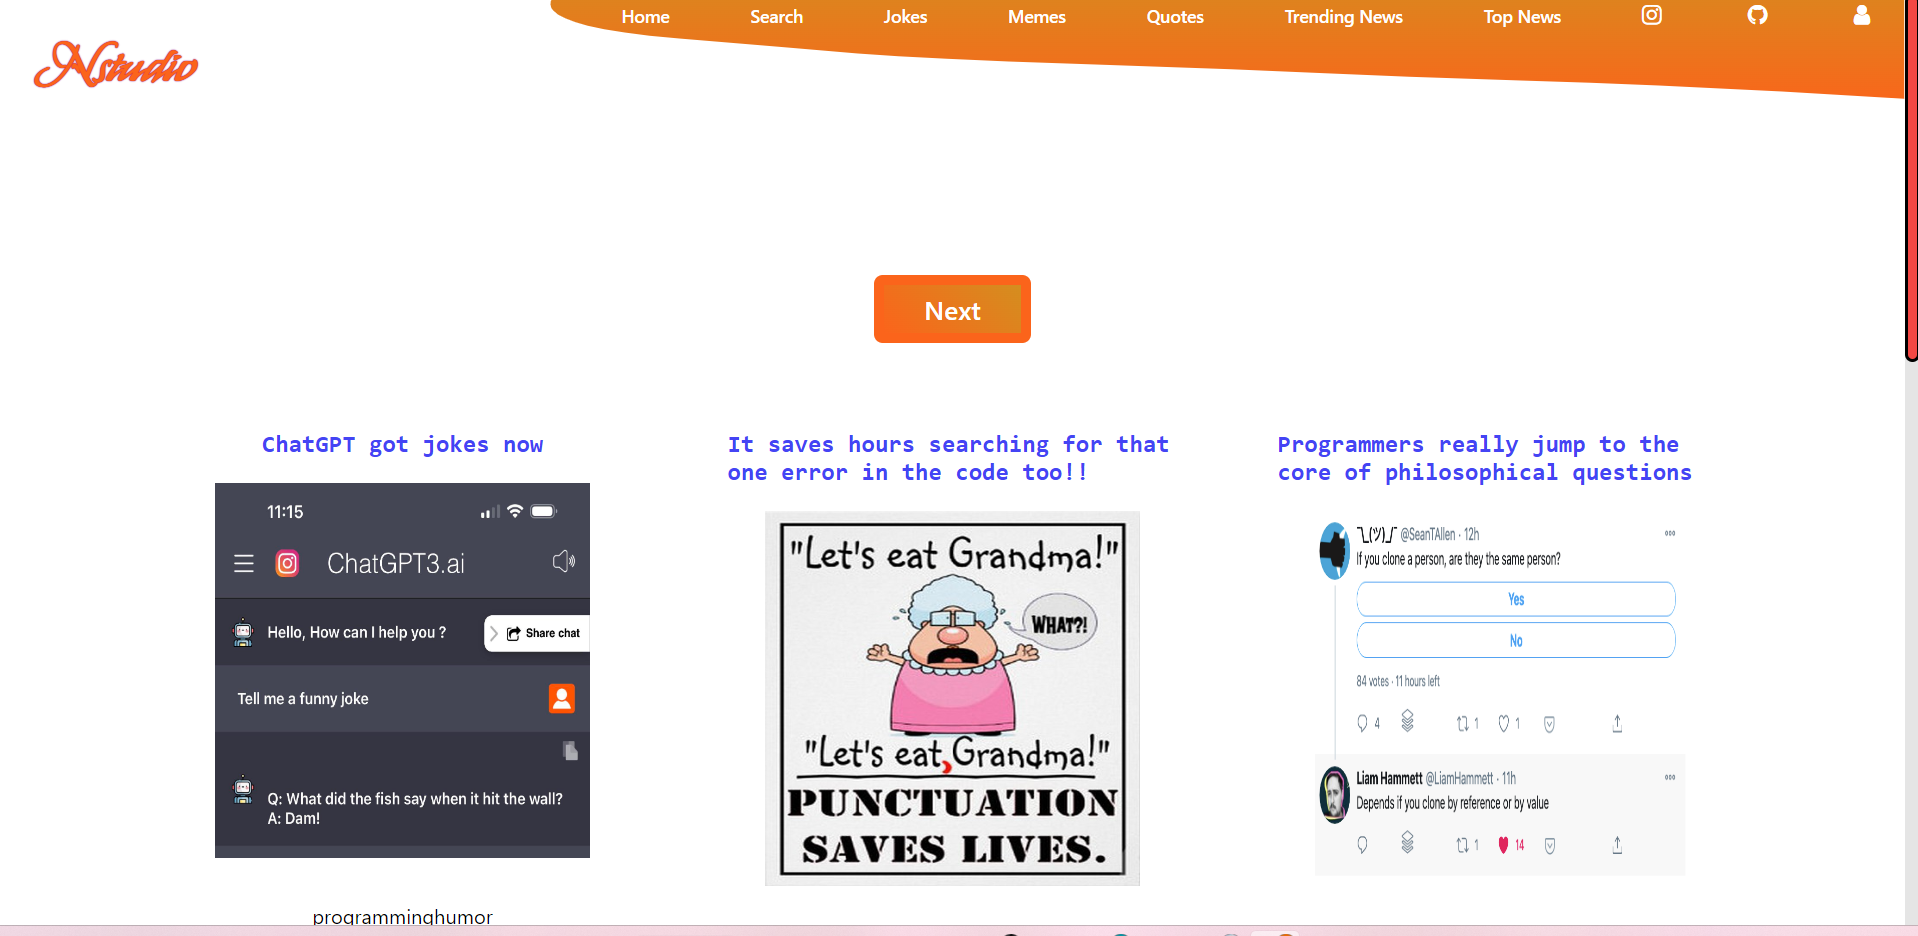 Home Search Jokes Memes Quotes Trending News Top News
Nstudio
Next
ChatGPT got jokes now
11:15
ChatGPT3.ai
Hello, How can I help you ?
Share chat
Tell me a funny joke
Q: What did the fish say when it hit the wall?
A: Dam!
programminghumor
It saves hours searching for that
one error in the code too!!
"Let's eat Grandma!"
WHAT?!
"Let's eat,Grandma!"
PUNCTUATION
SAVES LIVES.
Programmers really jump to the
core of philosophical questions
¯\_(ツ)_/¯ @SeanTAllen · 12h
If you clone a person, are they the same person?
Yes
No
84 votes · 11 hours left
4 1 1
Liam Hammett @LiamHammett · 11h
Depends if you clone by reference or by value
1 14